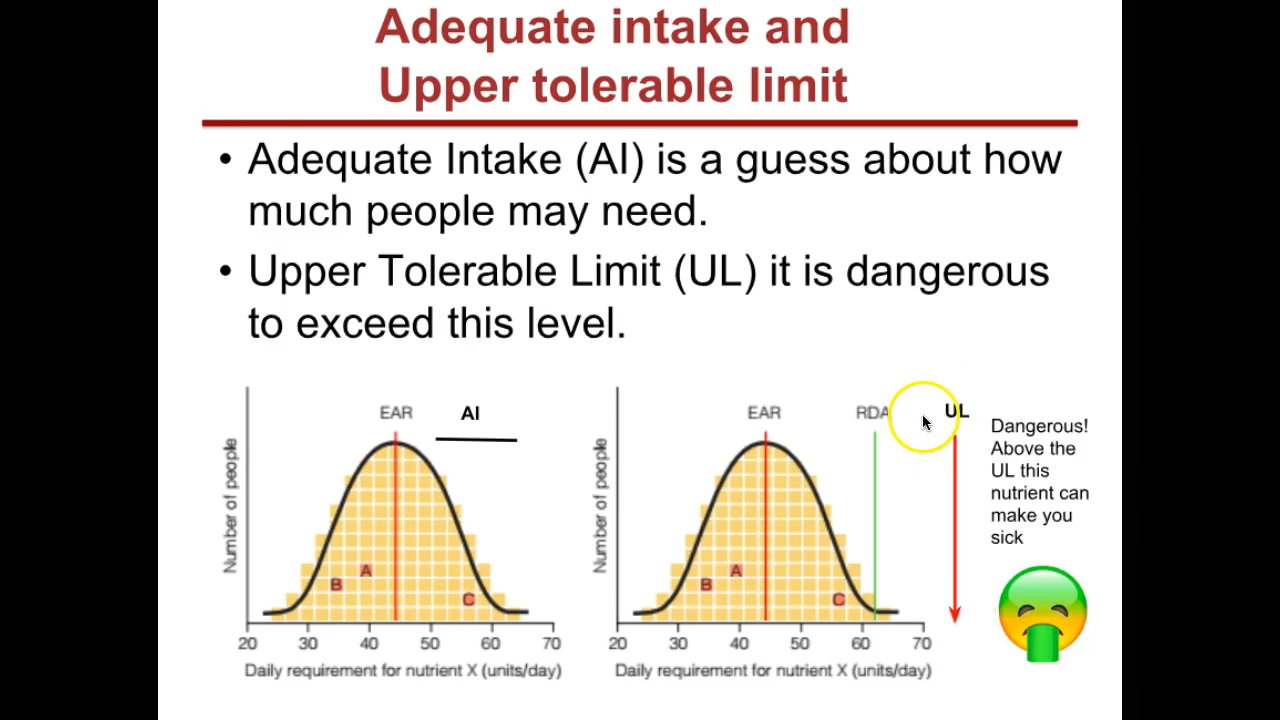 Adequate intake and
Upper tolerable limit
• Adequate Intake (AI) is a guess about how
much people may need.
• Upper Tolerable Limit (UL) it is dangerous
to exceed this level.
EAR
AI
Number of people
B
A
C
20 30 40 50 60 70
Daily requirement for nutrient X (units/day)
EAR
RDA
UL
Number of people
B
A
C
20 30 40 50 60 70
Daily requirement for nutrient X (units/day)
Dangerous!
Above the
UL this
nutrient can
make you
sick